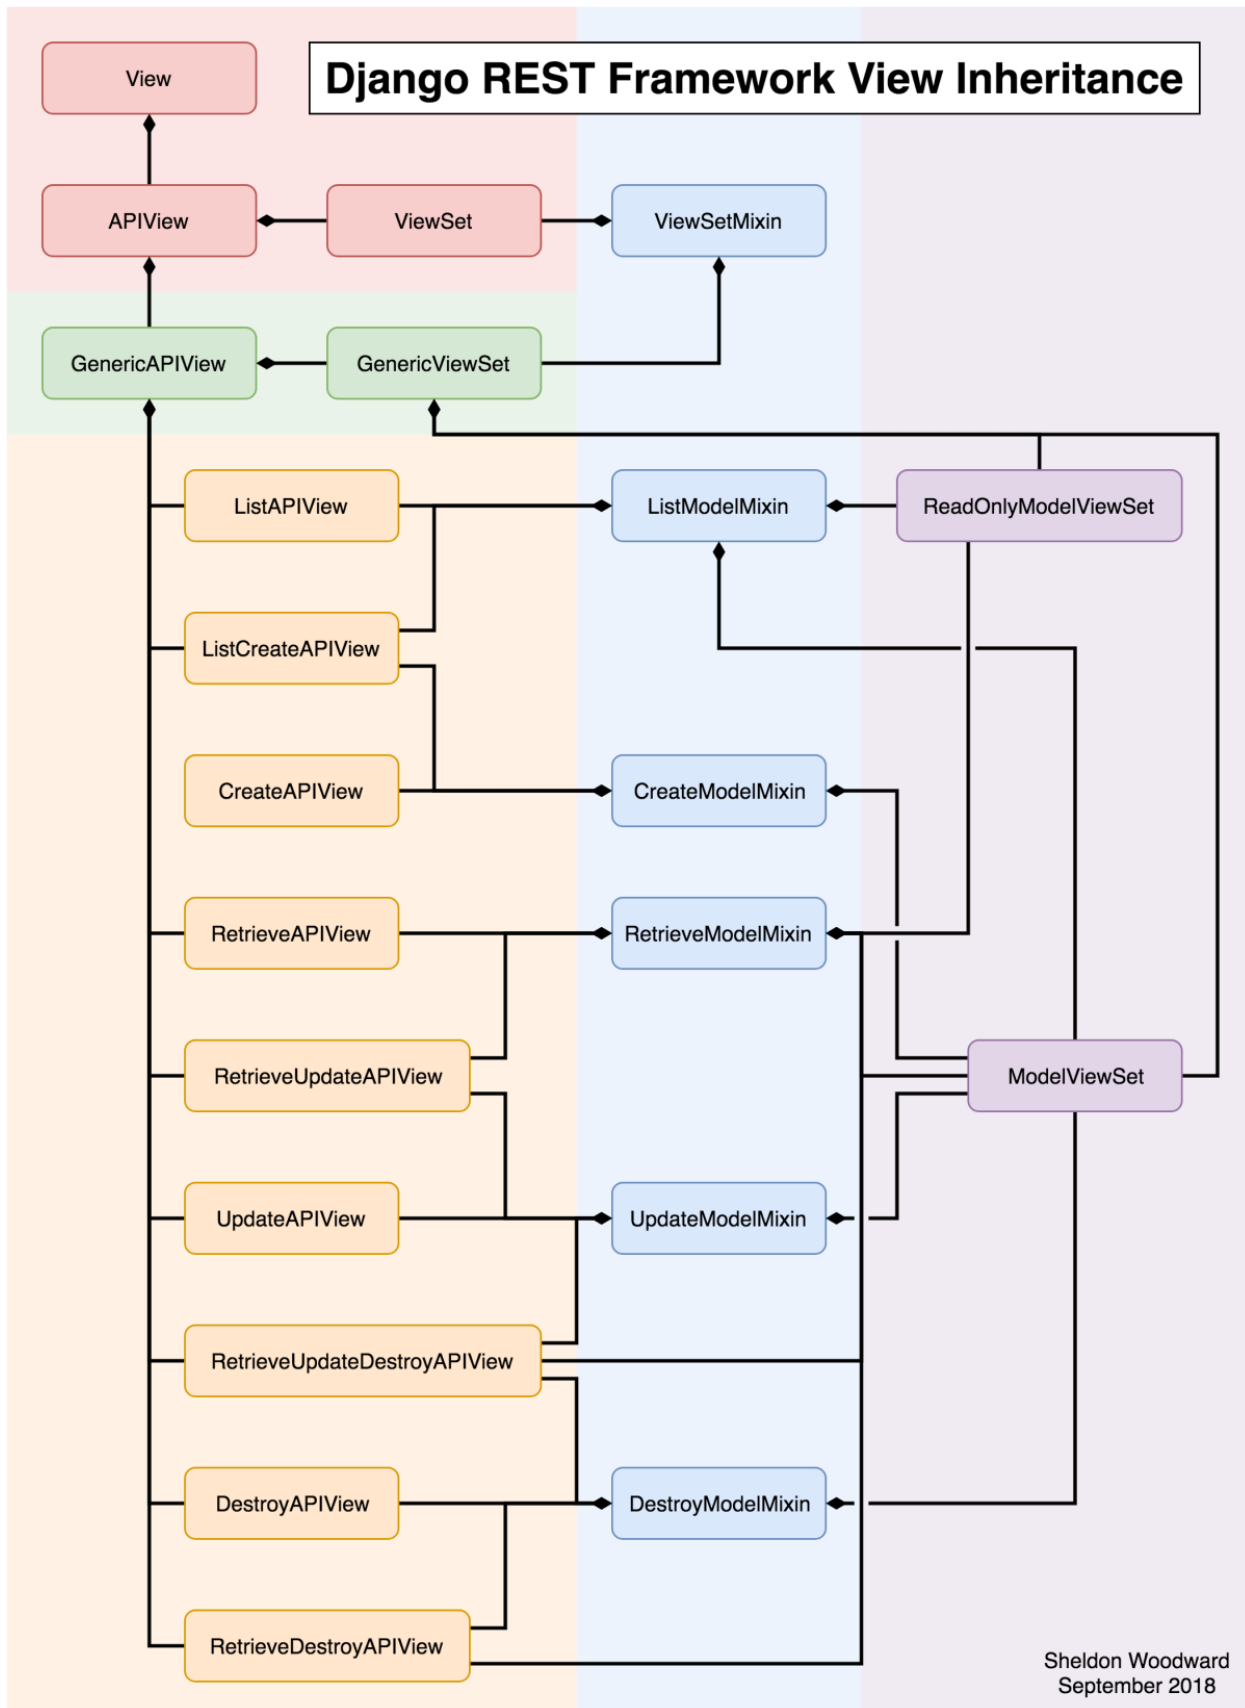 View
Django REST Framework View Inheritance
APIView
ViewSet
ViewSetMixin
GenericAPIView
GenericViewSet
ListAPIView
ListModelMixin
ReadOnlyModelViewSet
ListCreateAPIView
CreateAPIView
CreateModelMixin
RetrieveAPIView
RetrieveModelMixin
RetrieveUpdateAPIView
ModelViewSet
UpdateAPIView
UpdateModelMixin
RetrieveUpdateDestroyAPIView
DestroyAPIView
DestroyModelMixin
RetrieveDestroyAPIView
Sheldon Woodward
September 2018